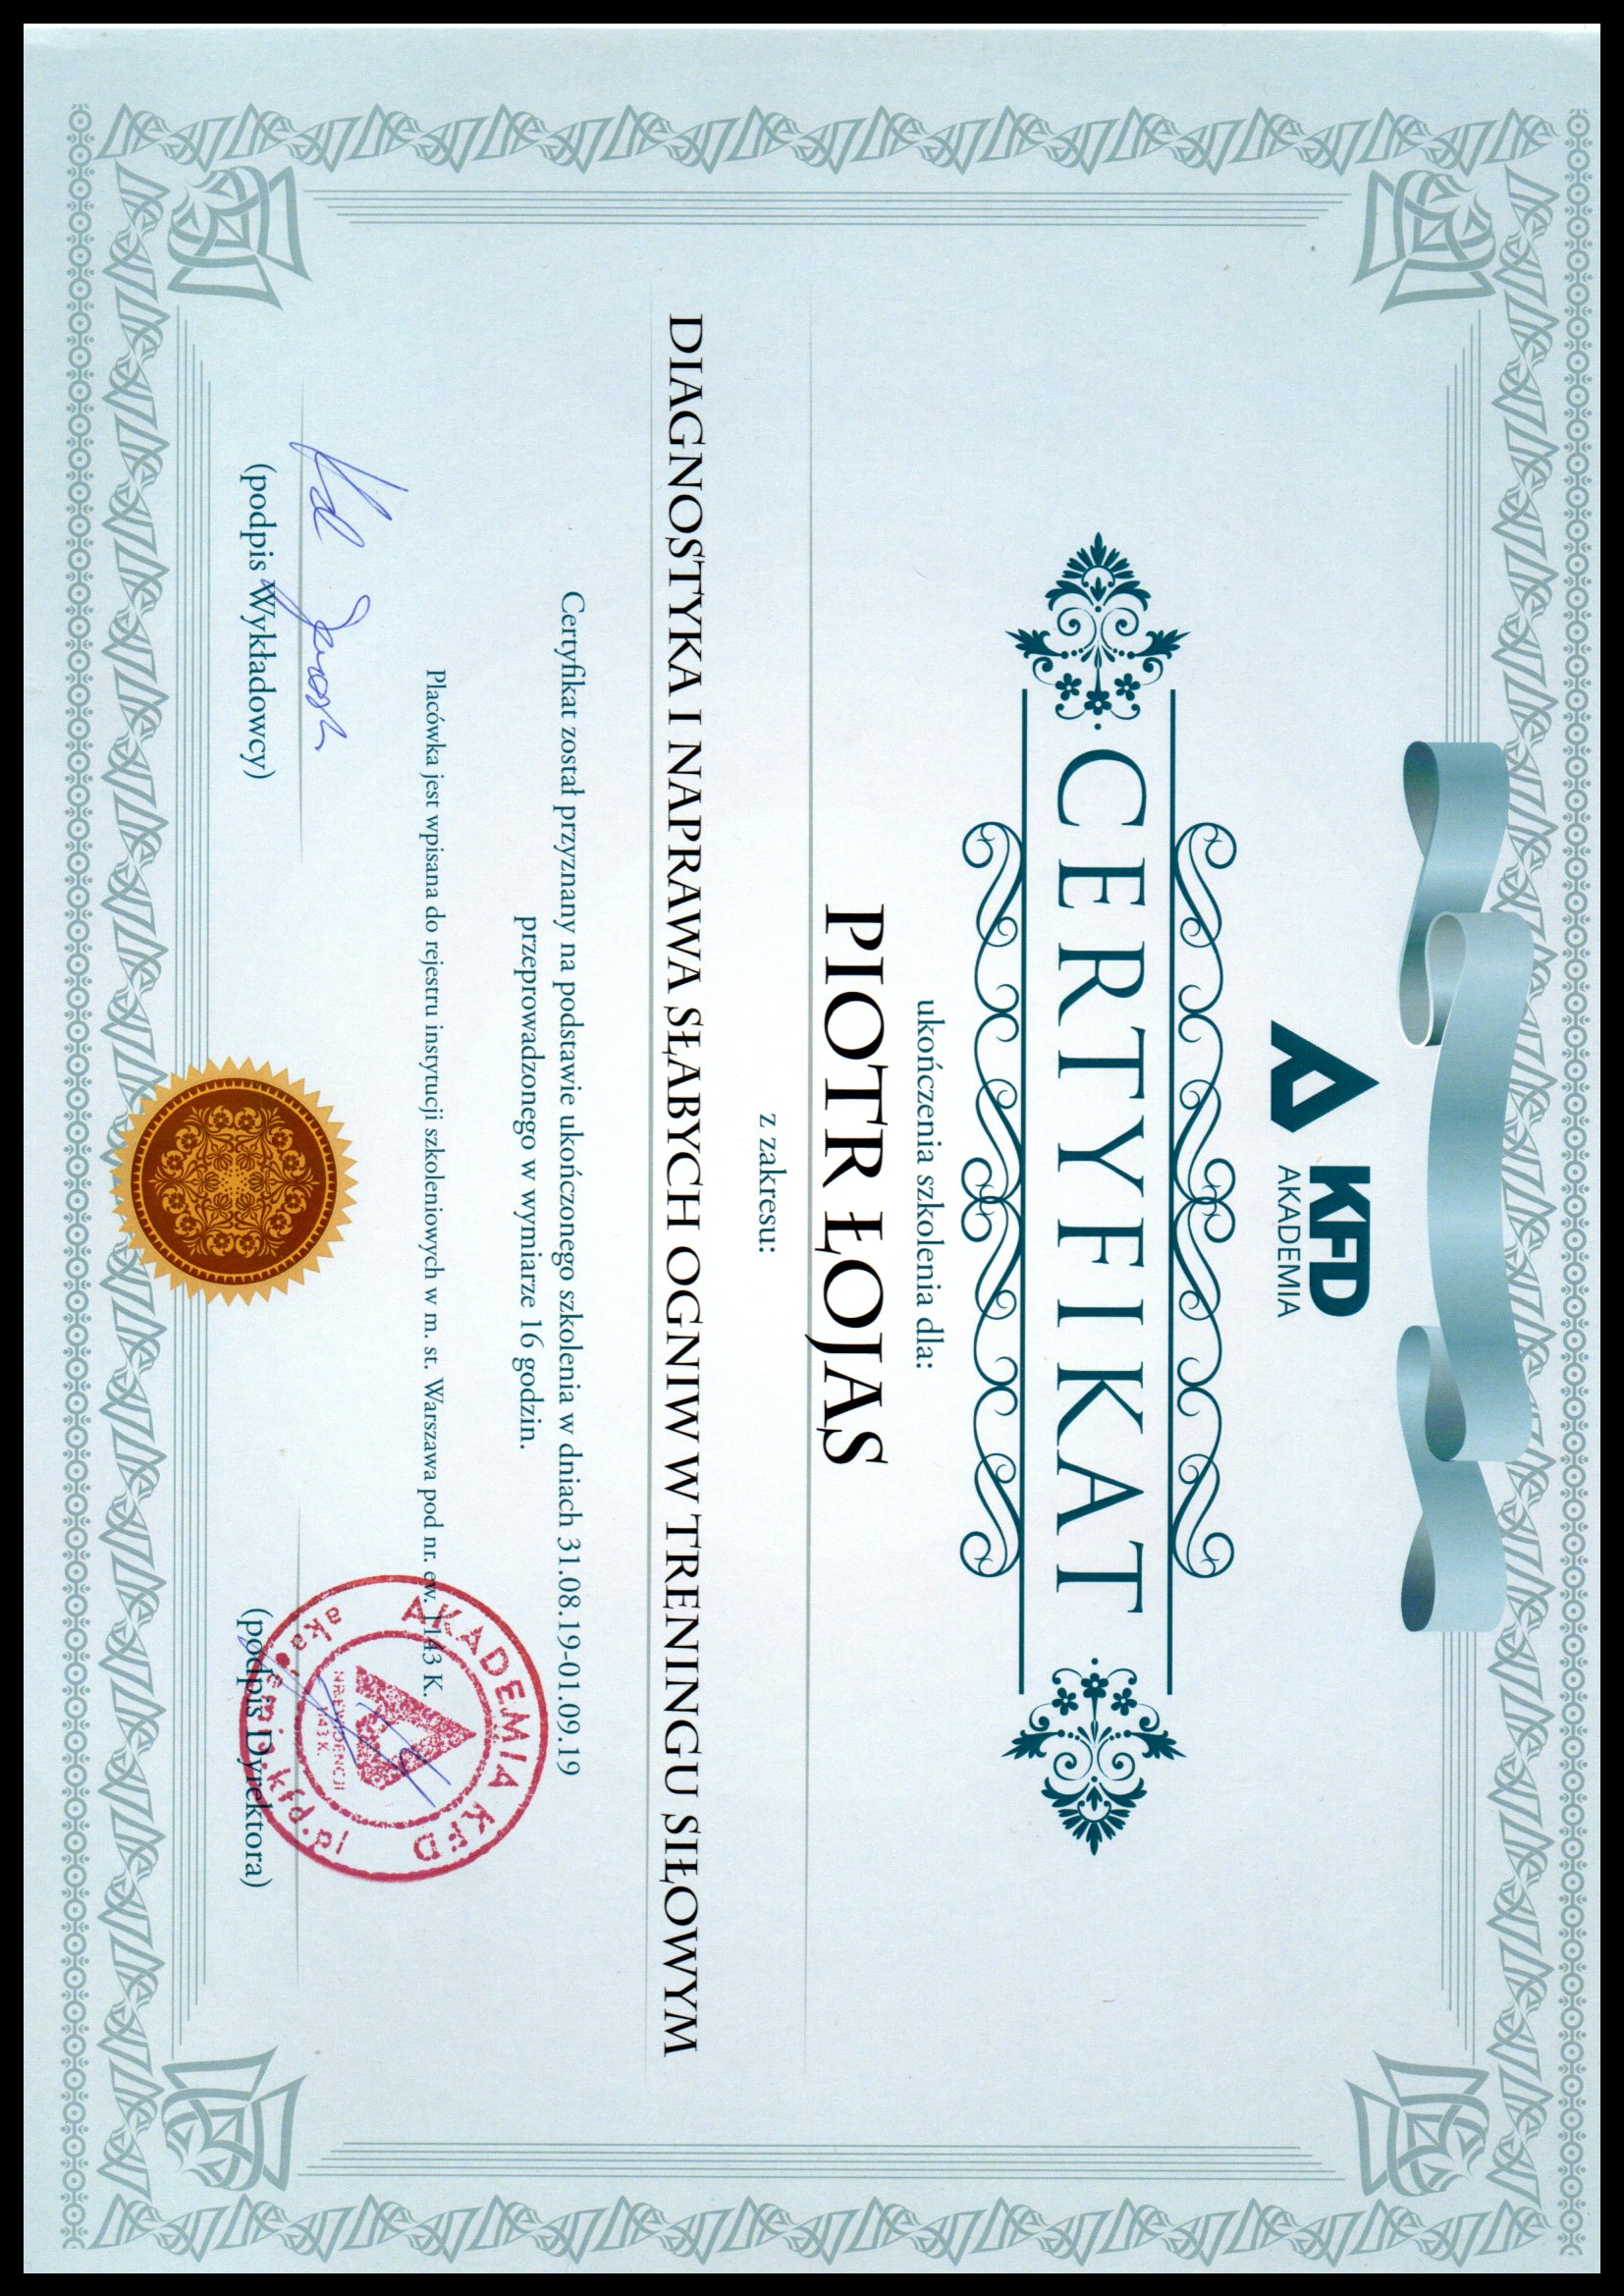 KFD
AKADEMIA
CERTYFIKAT
ukończenia szkolenia dla:
PIOTR ŁOJAS
z zakresu:
DIAGNOSTYKA I NAPRAWA SŁABYCH OGNIW W TRENINGU SIŁOWYM
Certyfikat został przyznany na podstawie ukończonego szkolenia w dniach 31.08.19-01.09.19
przeprowadzonego w wymiarze 16 godzin.
Placówka jest wpisana do rejestru instytucji szkoleniowych w m. st. Warszawa pod nr. ew. 1143 K.
AKADEMIA KFD
NR EWIDENCJI
1143 K.
akademia.kfd.pl
(podpis Wykładowcy)
(podpis Dyrektora)